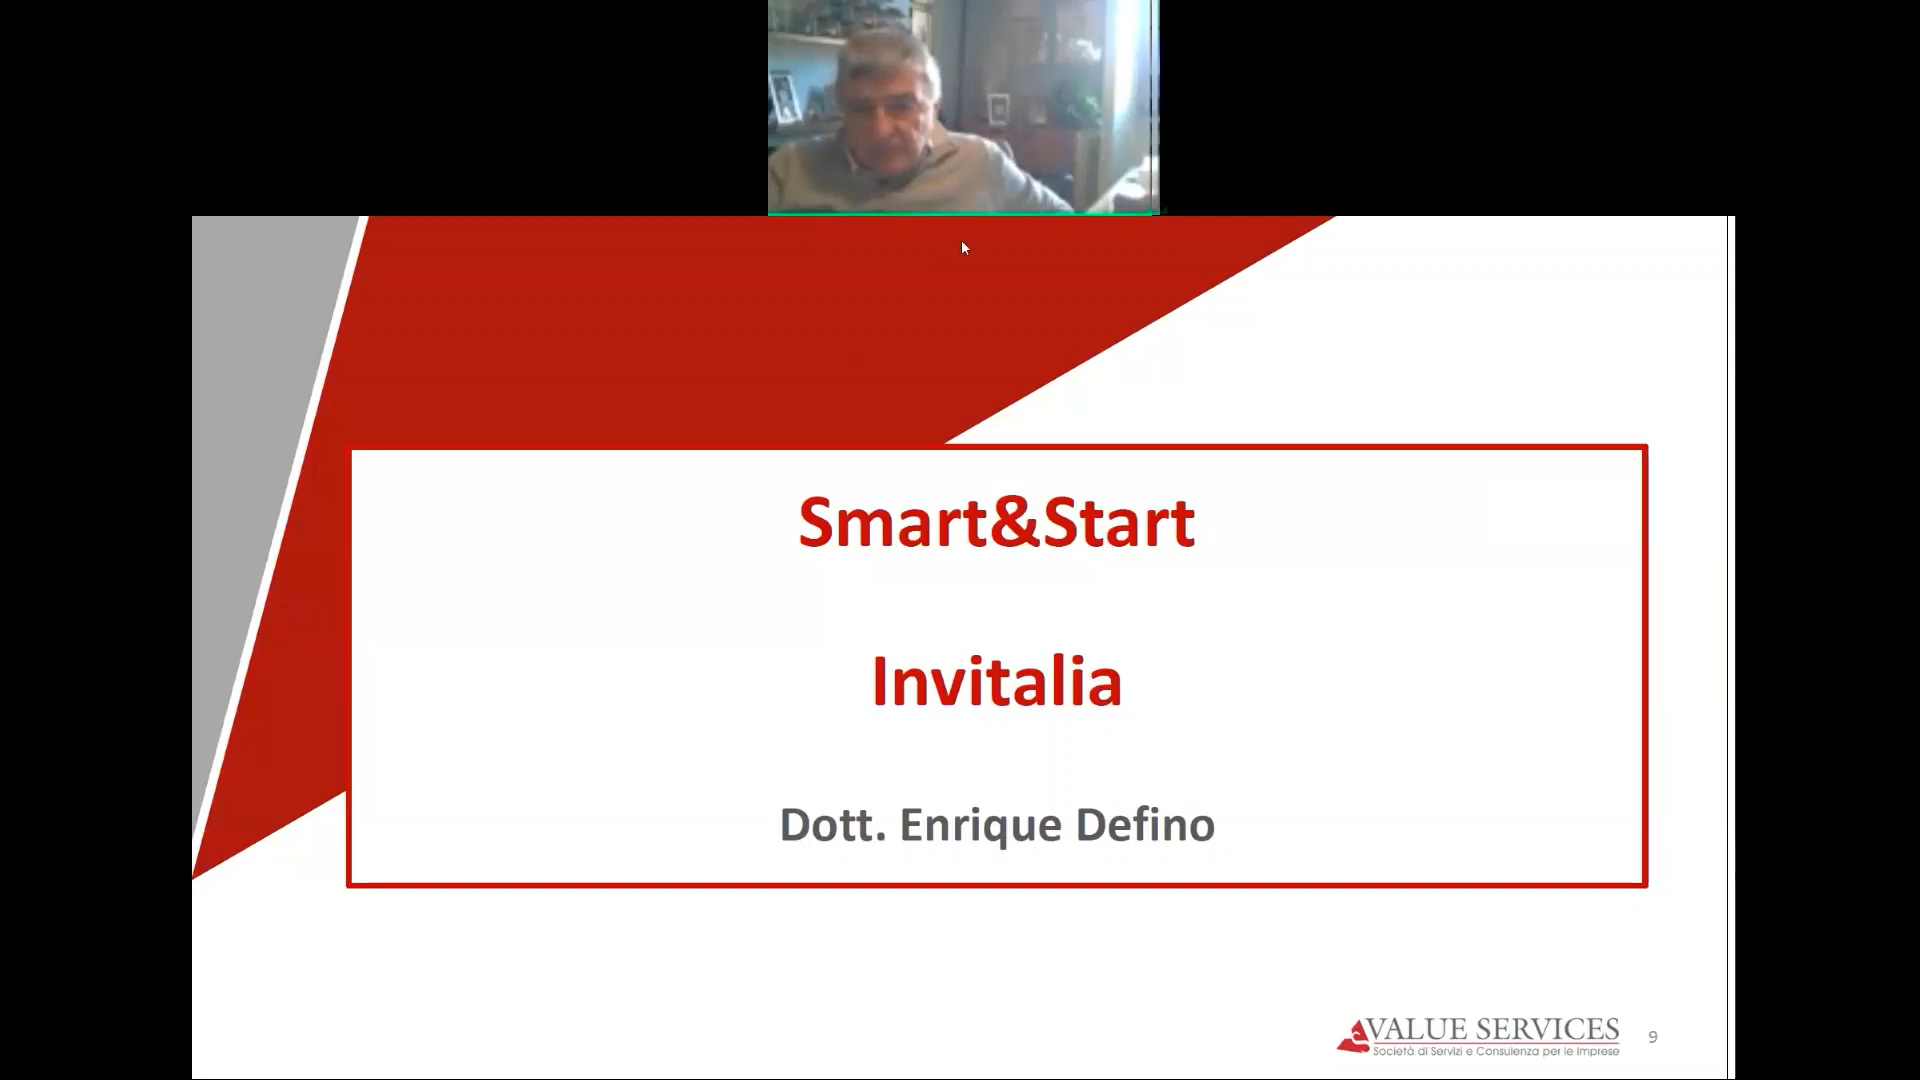 Smart&Start
Invitalia
Dott. Enrique Defino
VALUE SERVICES
Società di Servizi e Consulenza per le Imprese
9